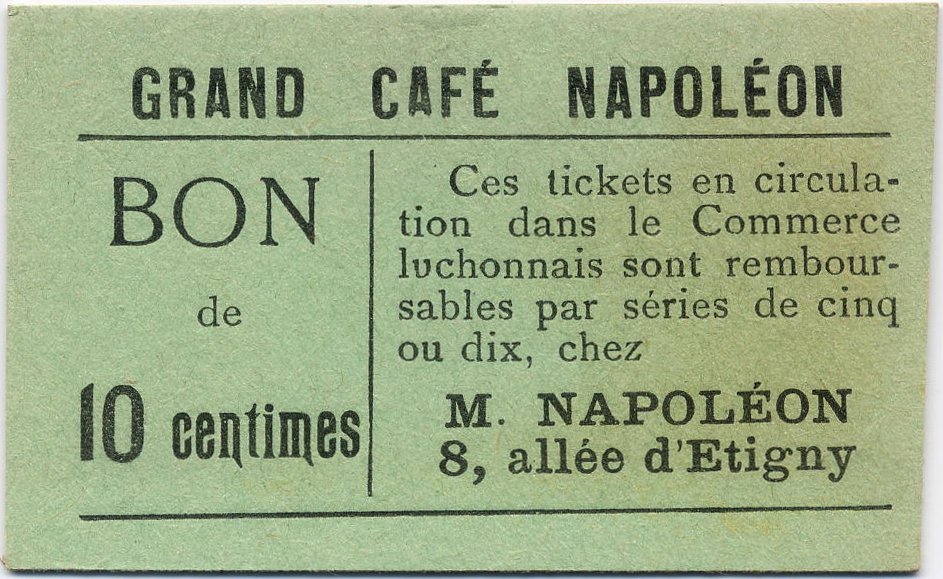 GRAND CAFÉ NAPOLÉON
BON
de
10 centimes
Ces tickets en circula-
tion dans le Commerce
luchonnais sont rembour-
sables par séries de cinq
ou dix, chez
M. NAPOLÉON
8, allée d'Etigny